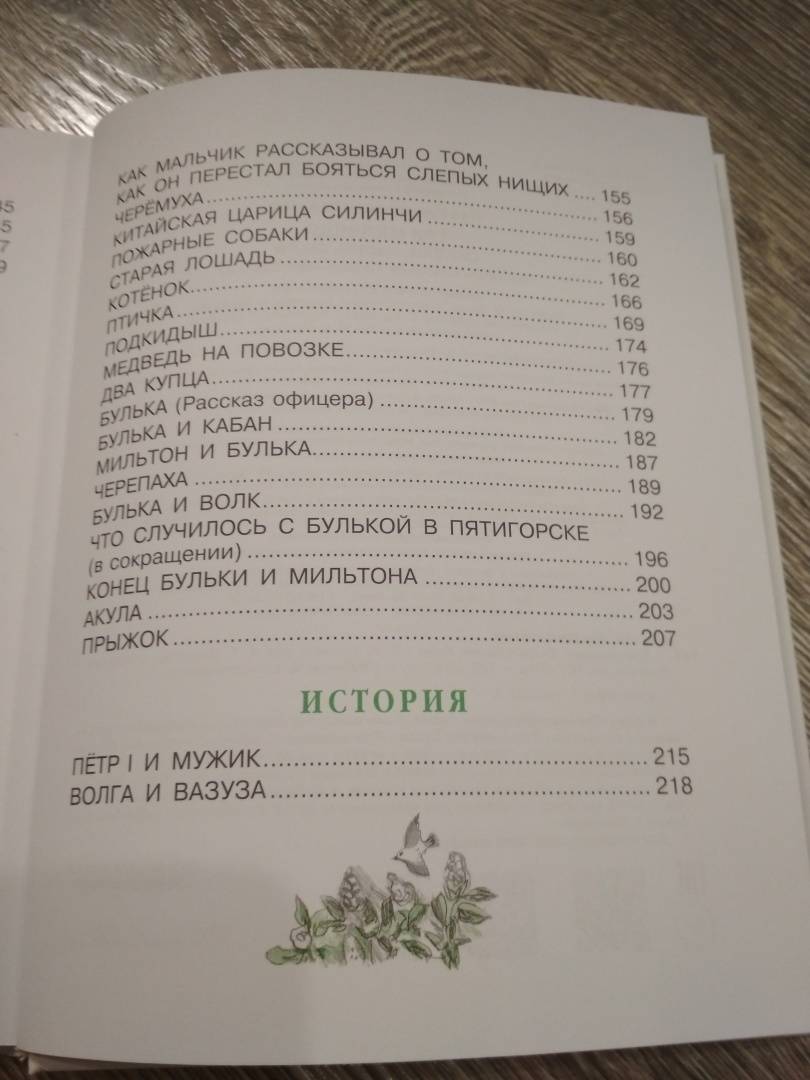 КАК МАЛЬЧИК РАССКАЗЫВАЛ О ТОМ,
КАК ОН ПЕРЕСТАЛ БОЯТЬСЯ СЛЕПЫХ НИЩИХ .... 155
ЧЕРЁМУХА .... 156
КИТАЙСКАЯ ЦАРИЦА СИЛИНЧИ .... 159
ПОЖАРНЫЕ СОБАКИ .... 160
СТАРАЯ ЛОШАДЬ .... 162
КОТЁНОК .... 166
ПТИЧКА .... 169
ПОДКИДЫШ .... 174
МЕДВЕДЬ НА ПОВОЗКЕ .... 176
ДВА КУПЦА .... 177
БУЛЬКА (Рассказ офицера) .... 179
БУЛЬКА И КАБАН .... 182
МИЛЬТОН И БУЛЬКА .... 187
ЧЕРЕПАХА .... 189
БУЛЬКА И ВОЛК .... 192
ЧТО СЛУЧИЛОСЬ С БУЛЬКОЙ В ПЯТИГОРСКЕ
(в сокращении) .... 196
КОНЕЦ БУЛЬКИ И МИЛЬТОНА .... 200
АКУЛА .... 203
ПРЫЖОК .... 207
ИСТОРИЯ
ПЁТР I И МУЖИК .... 215
ВОЛГА И ВАЗУЗА .... 218